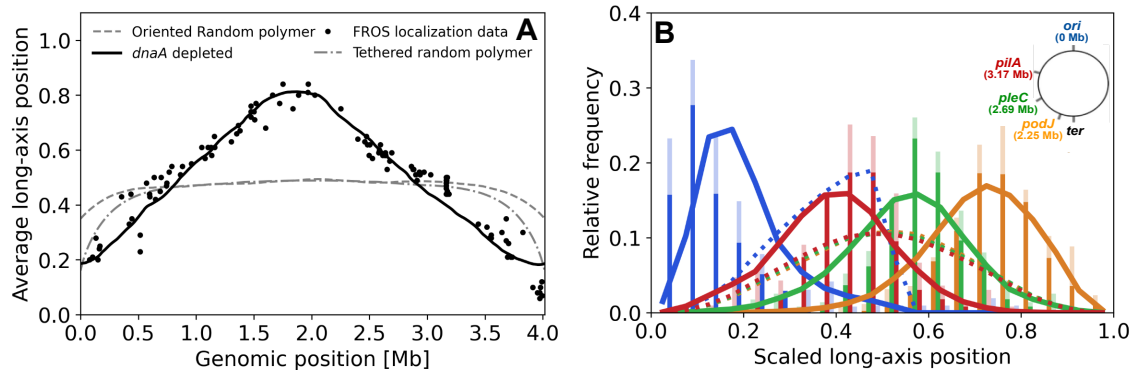 A
Oriented Random polymer
FROS localization data
dnaA depleted
Tethered random polymer
Average long-axis position
1.0
0.8
0.6
0.4
0.2
0.0
0.0 0.5 1.0 1.5 2.0 2.5 3.0 3.5 4.0
Genomic position [Mb]
B
ori
(0 Mb)
pilA
(3.17 Mb)
pleC
(2.69 Mb)
podJ
(2.25 Mb)
ter
Relative frequency
0.4
0.3
0.2
0.1
0.0
0.0 0.2 0.4 0.6 0.8 1.0
Scaled long-axis position